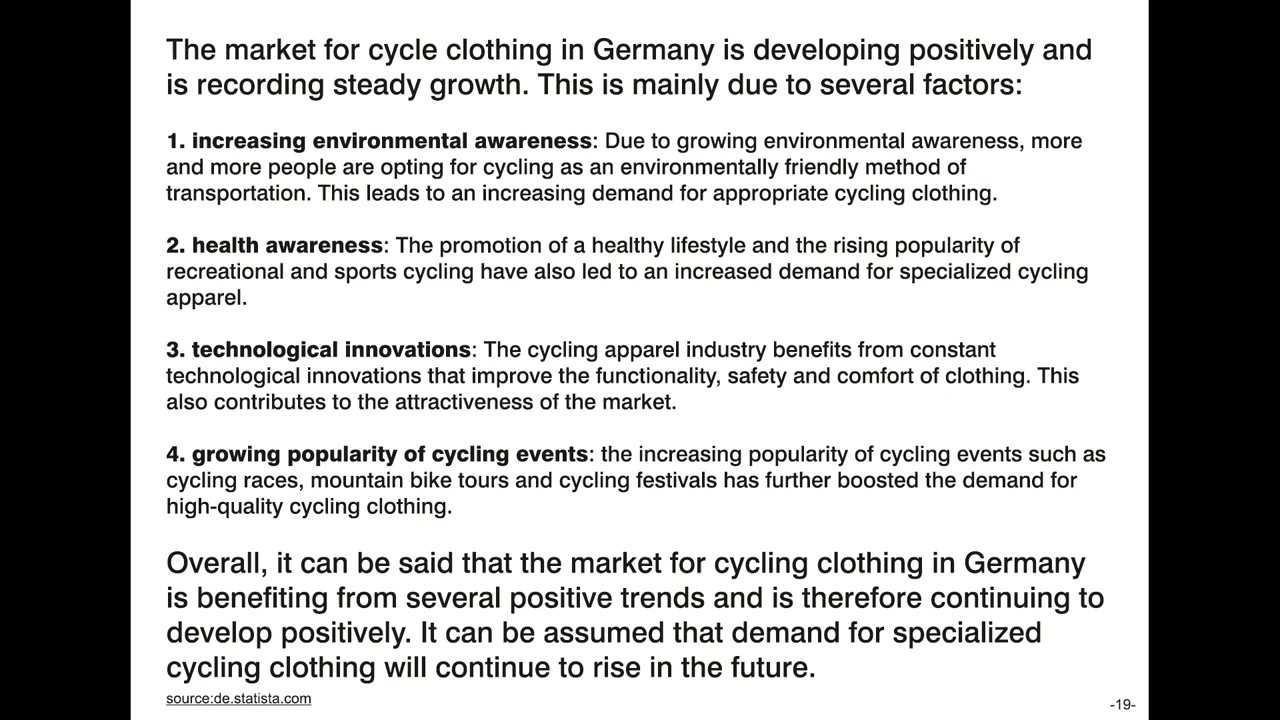 The market for cycle clothing in Germany is developing positively and
is recording steady growth. This is mainly due to several factors:
1. increasing environmental awareness: Due to growing environmental awareness, more
and more people are opting for cycling as an environmentally friendly method of
transportation. This leads to an increasing demand for appropriate cycling clothing.
2. health awareness: The promotion of a healthy lifestyle and the rising popularity of
recreational and sports cycling have also led to an increased demand for specialized cycling
apparel.
3. technological innovations: The cycling apparel industry benefits from constant
technological innovations that improve the functionality, safety and comfort of clothing. This
also contributes to the attractiveness of the market.
4. growing popularity of cycling events: the increasing popularity of cycling events such as
cycling races, mountain bike tours and cycling festivals has further boosted the demand for
high-quality cycling clothing.
Overall, it can be said that the market for cycling clothing in Germany
is benefiting from several positive trends and is therefore continuing to
develop positively. It can be assumed that demand for specialized
cycling clothing will continue to rise in the future.
source:de.statista.com
-19-